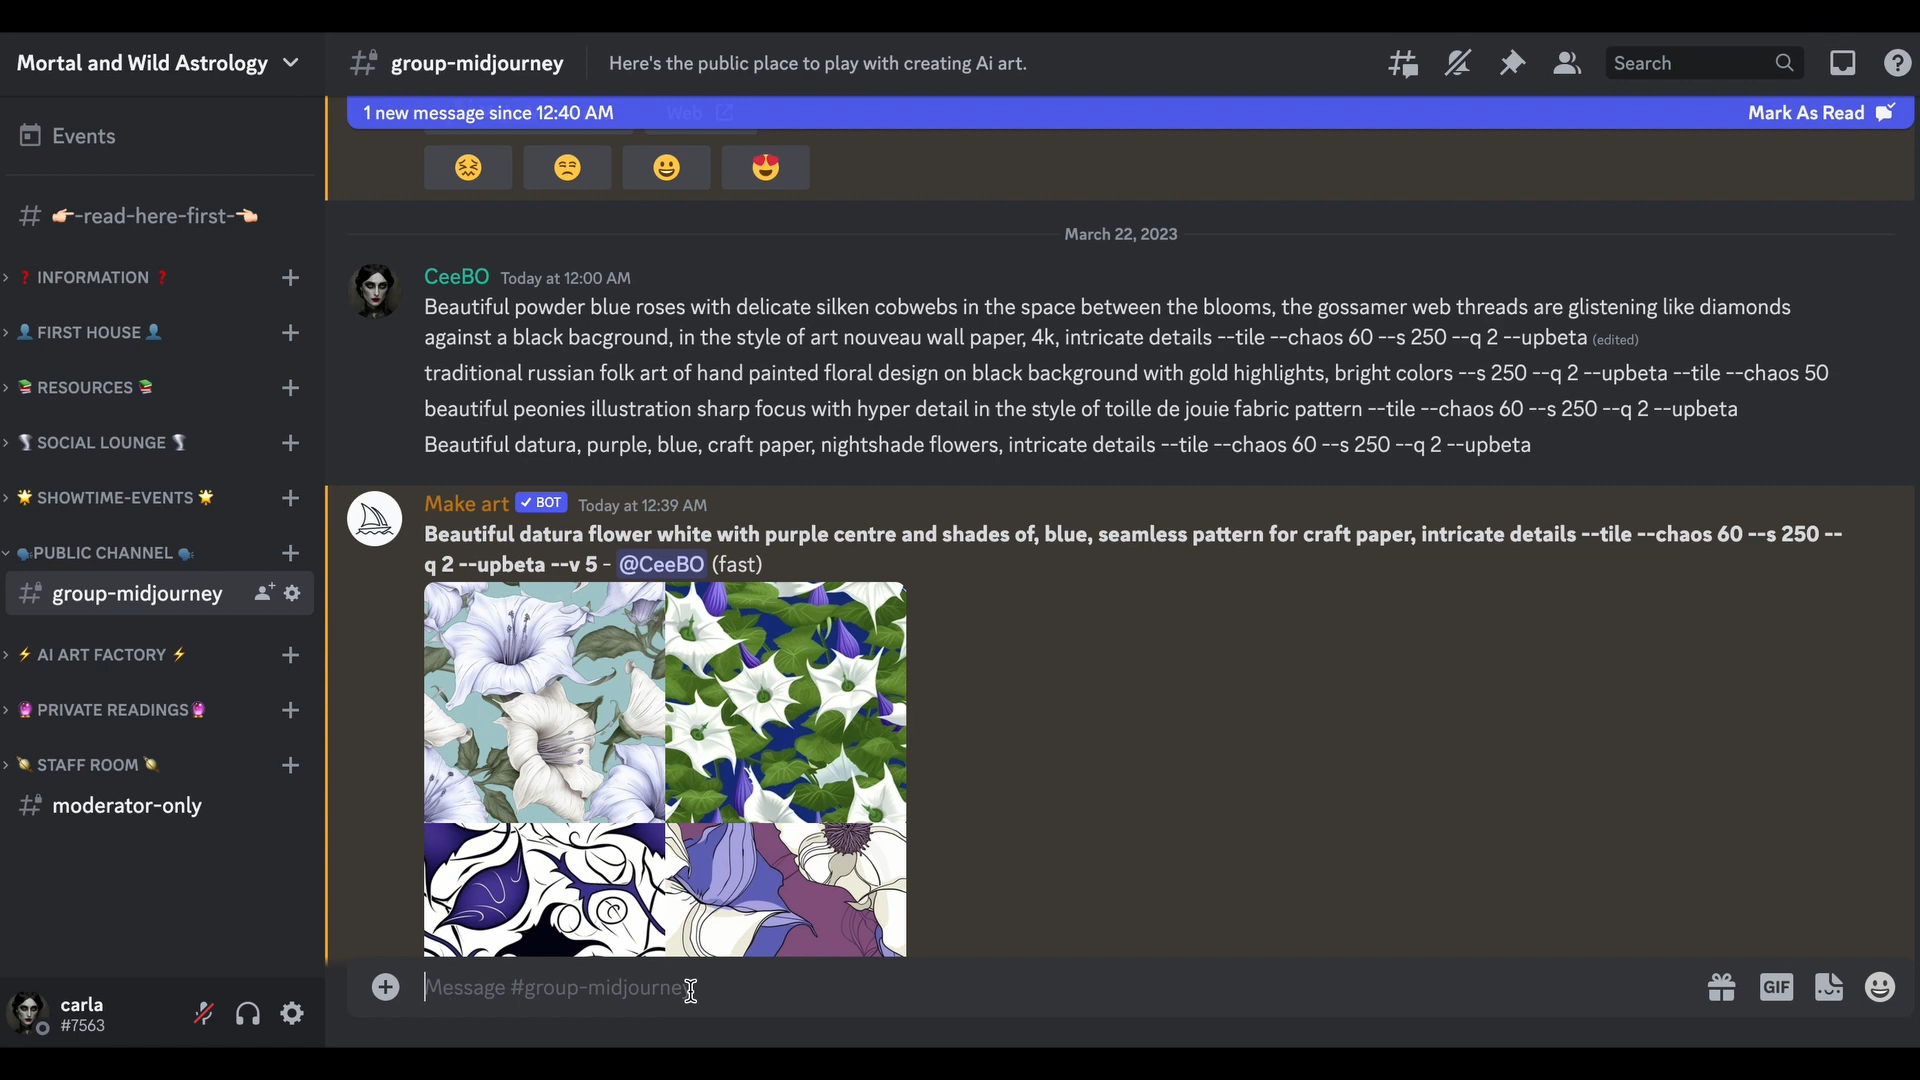 Mortal and Wild Astrology
group-midjourney
Here's the public place to play with creating Ai art.
Search
1 new message since 12:40 AM
Web
Mark As Read
Events
👉🏻-read-here-first-👈🏻
❓ INFORMATION ❓
👤 FIRST HOUSE 👤
📚 RESOURCES 📚
SOCIAL LOUNGE
🌟 SHOWTIME-EVENTS 🌟
🗣PUBLIC CHANNEL 🗣
group-midjourney
⚡ AI ART FACTORY ⚡
🔮 PRIVATE READINGS🔮
STAFF ROOM
moderator-only
March 22, 2023
CeeBO Today at 12:00 AM
Beautiful powder blue roses with delicate silken cobwebs in the space between the blooms, the gossamer web threads are glistening like diamonds
against a black bacground, in the style of art nouveau wall paper, 4k, intricate details --tile --chaos 60 --s 250 --q 2 --upbeta (edited)
traditional russian folk art of hand painted floral design on black background with gold highlights, bright colors --s 250 --q 2 --upbeta --tile --chaos 50
beautiful peonies illustration sharp focus with hyper detail in the style of toille de jouie fabric pattern --tile --chaos 60 --s 250 --q 2 --upbeta
Beautiful datura, purple, blue, craft paper, nightshade flowers, intricate details --tile --chaos 60 --s 250 --q 2 --upbeta
Make art ✓ BOT Today at 12:39 AM
Beautiful datura flower white with purple centre and shades of, blue, seamless pattern for craft paper, intricate details --tile --chaos 60 --s 250 --
q 2 --upbeta --v 5 - @CeeBO (fast)
Message #group-midjourne
GIF
carla
#7563